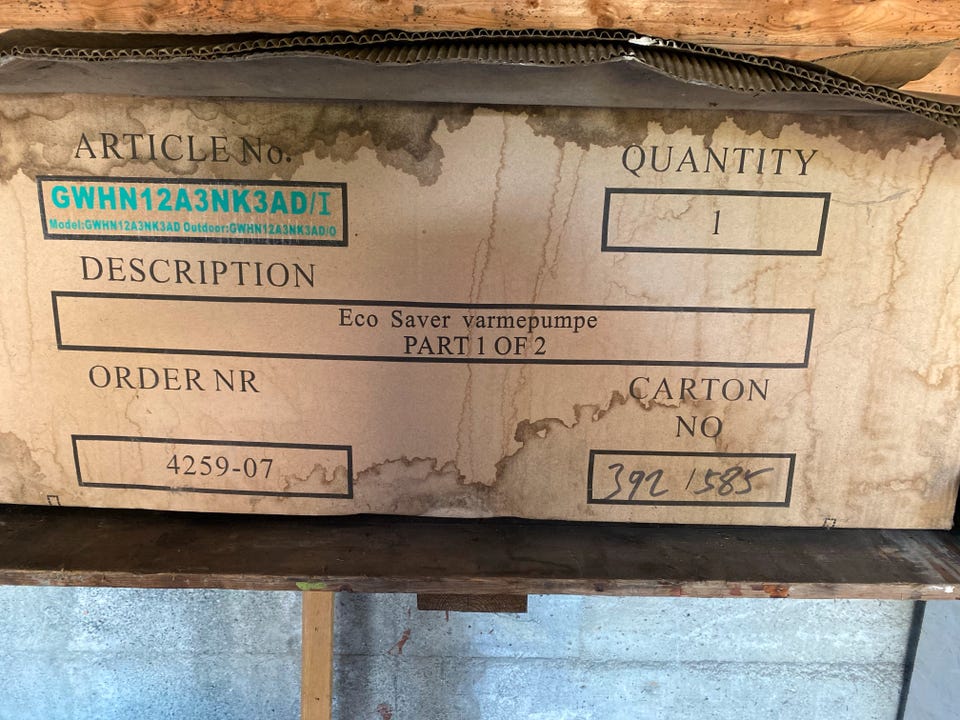 ARTICLE No.
GWHN12A3NK3AD/I
Model:GWHN12A3NK3AD Outdoor:GWHN12A3NK3AD/O
QUANTITY
1
DESCRIPTION
Eco Saver varmepumpe
PART 1 OF 2
ORDER NR
4259-07
CARTON
NO
392 / 585